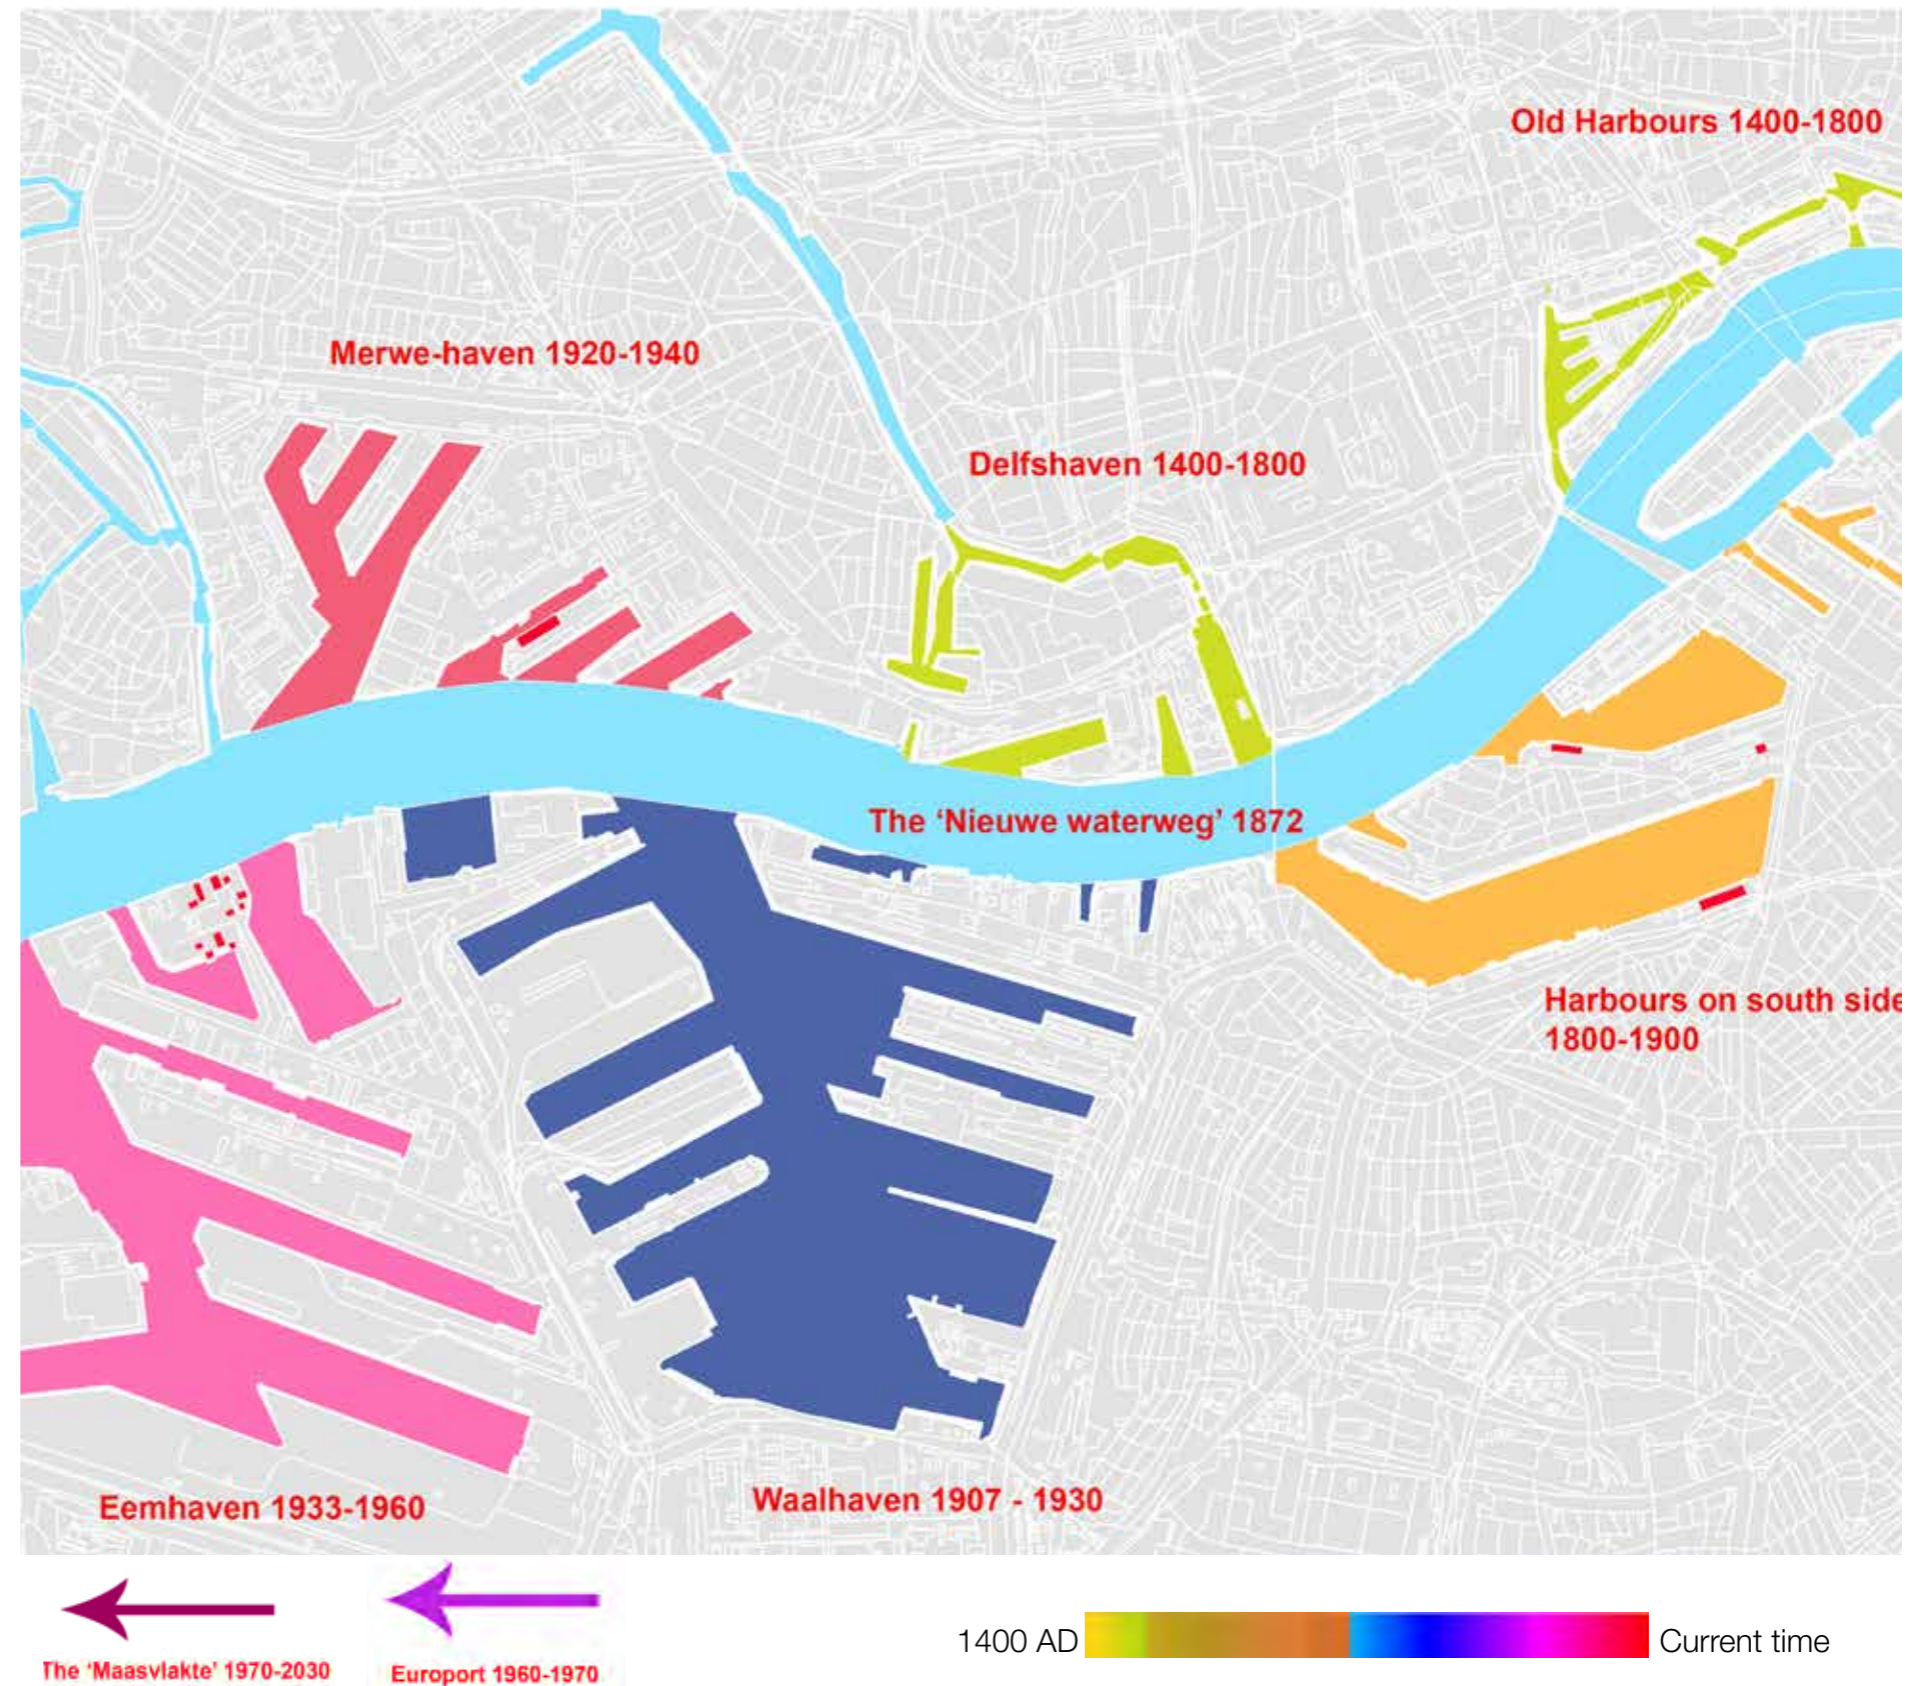 Old Harbours 1400-1800
Merwe-haven 1920-1940
Delfshaven 1400-1800
The ‘Nieuwe waterweg’ 1872
Harbours on south side
1800-1900
Eemhaven 1933-1960
Waalhaven 1907 - 1930
The ‘Maasvlakte’ 1970-2030
Europort 1960-1970
1400 AD
Current time